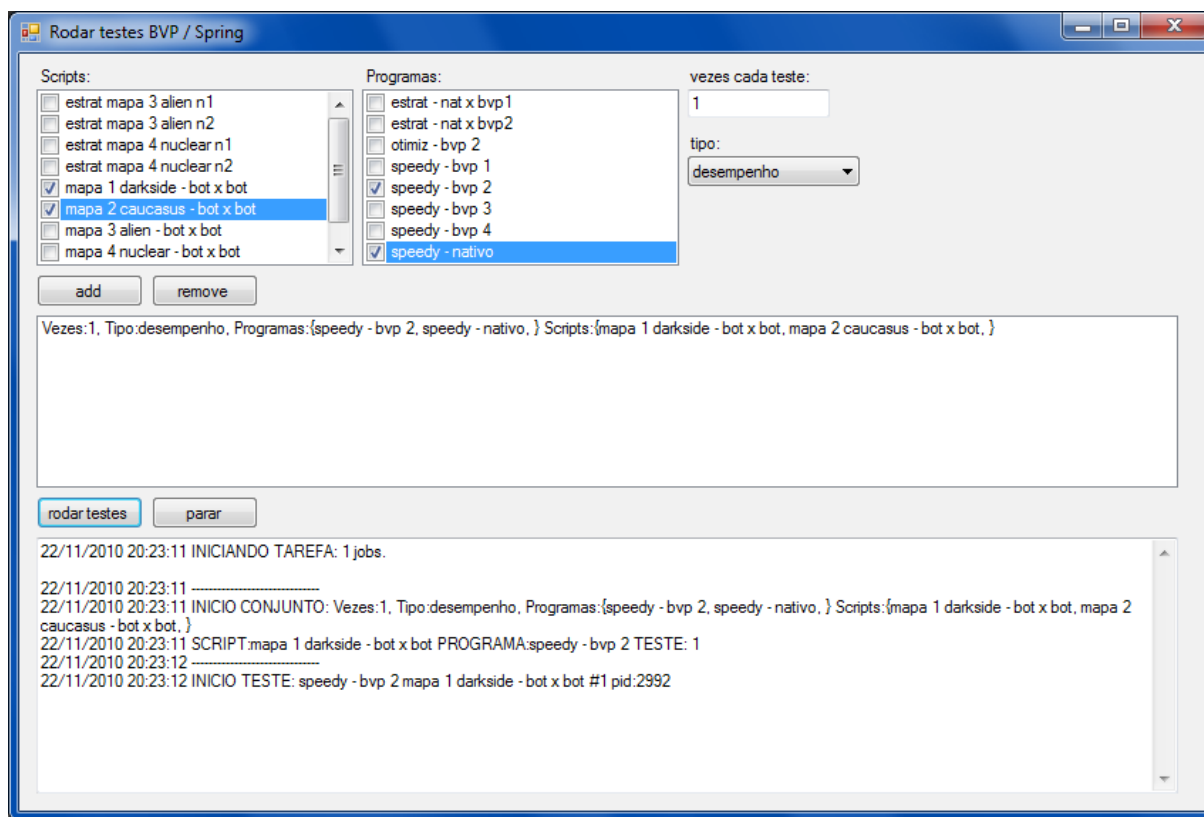 Rodar testes BVP / Spring
Scripts:
estrat mapa 3 alien n1
estrat mapa 3 alien n2
estrat mapa 4 nuclear n1
estrat mapa 4 nuclear n2
mapa 1 darkside - bot x bot
mapa 2 caucasus - bot x bot
mapa 3 alien - bot x bot
mapa 4 nuclear - bot x bot
Programas:
estrat - nat x bvp1
estrat - nat x bvp2
otimiz - bvp 2
speedy - bvp 1
speedy - bvp 2
speedy - bvp 3
speedy - bvp 4
speedy - nativo
vezes cada teste:
1
tipo:
desempenho
add remove
Vezes:1, Tipo:desempenho, Programas:{speedy - bvp 2, speedy - nativo, } Scripts:{mapa 1 darkside - bot x bot, mapa 2 caucasus - bot x bot, }
rodar testes parar
22/11/2010 20:23:11 INICIANDO TAREFA: 1 jobs.
22/11/2010 20:23:11 ------------------------------
22/11/2010 20:23:11 INICIO CONJUNTO: Vezes:1, Tipo:desempenho, Programas:{speedy - bvp 2, speedy - nativo, } Scripts:{mapa 1 darkside - bot x bot, mapa 2
caucasus - bot x bot, }
22/11/2010 20:23:11 SCRIPT:mapa 1 darkside - bot x bot PROGRAMA:speedy - bvp 2 TESTE: 1
22/11/2010 20:23:12 ------------------------------
22/11/2010 20:23:12 INICIO TESTE: speedy - bvp 2 mapa 1 darkside - bot x bot #1 pid:2992